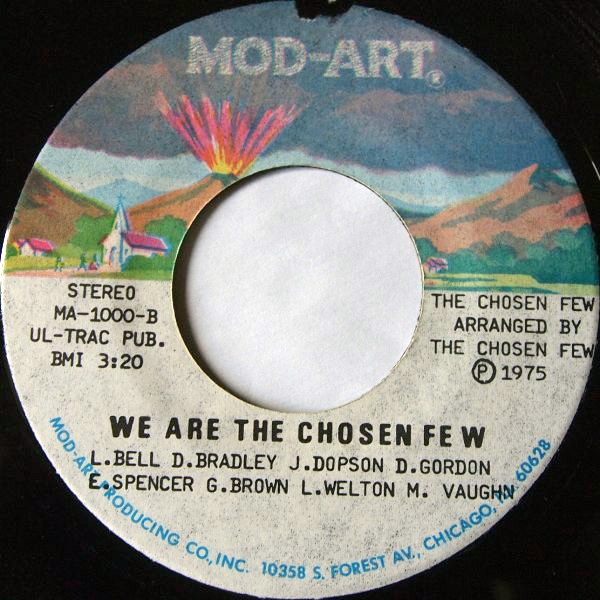 MOD-ART®
STEREO
MA-1000-B
UL-TRAC PUB.
BMI 3:20
THE CHOSEN FEW
ARRANGED BY
THE CHOSEN FEW
Ⓟ 1975
WE ARE THE CHOSEN FEW
L.BELL D.BRADLEY J.DOPSON D.GORDON
E.SPENCER G.BROWN L.WELTON M. VAUGHN
MOD-ART PRODUCING CO., INC. 10358 S. FOREST AV., CHICAGO, IL 60628